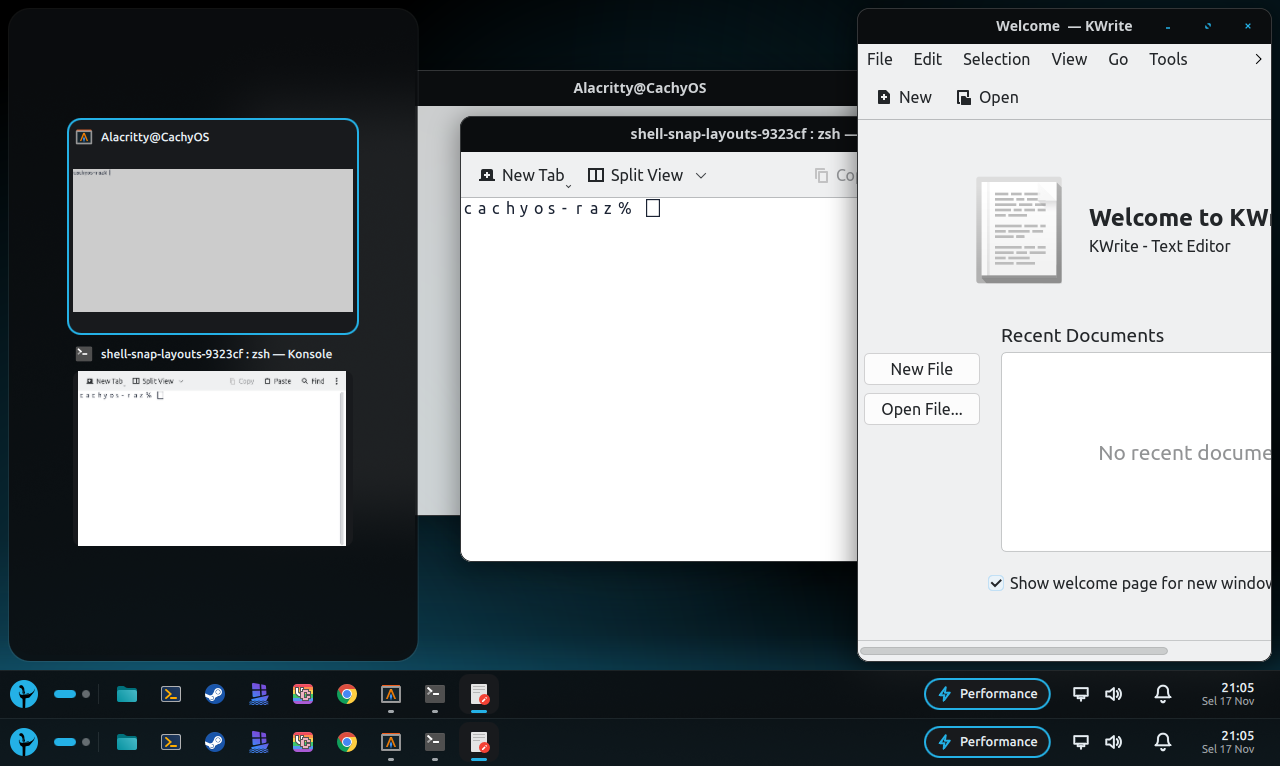 Alacritty@CachyOS
cachyos-raz%
shell-snap-layouts-9323cf : zsh — Konsole
New Tab
Split View
Copy
Paste
Find
cachyos-raz%
Alacritty@CachyOS
shell-snap-layouts-9323cf : zsh —
New Tab
Split View
cachyos-raz%
Welcome — KWrite
File Edit Selection View Go Tools
New Open
Welcome to
KWrite - Text Editor
Recent Documents
New File
Open File...
No recent
Show welcome page for new
Performance
21:05
Sel 17 Nov
Performance
21:05
Sel 17 Nov